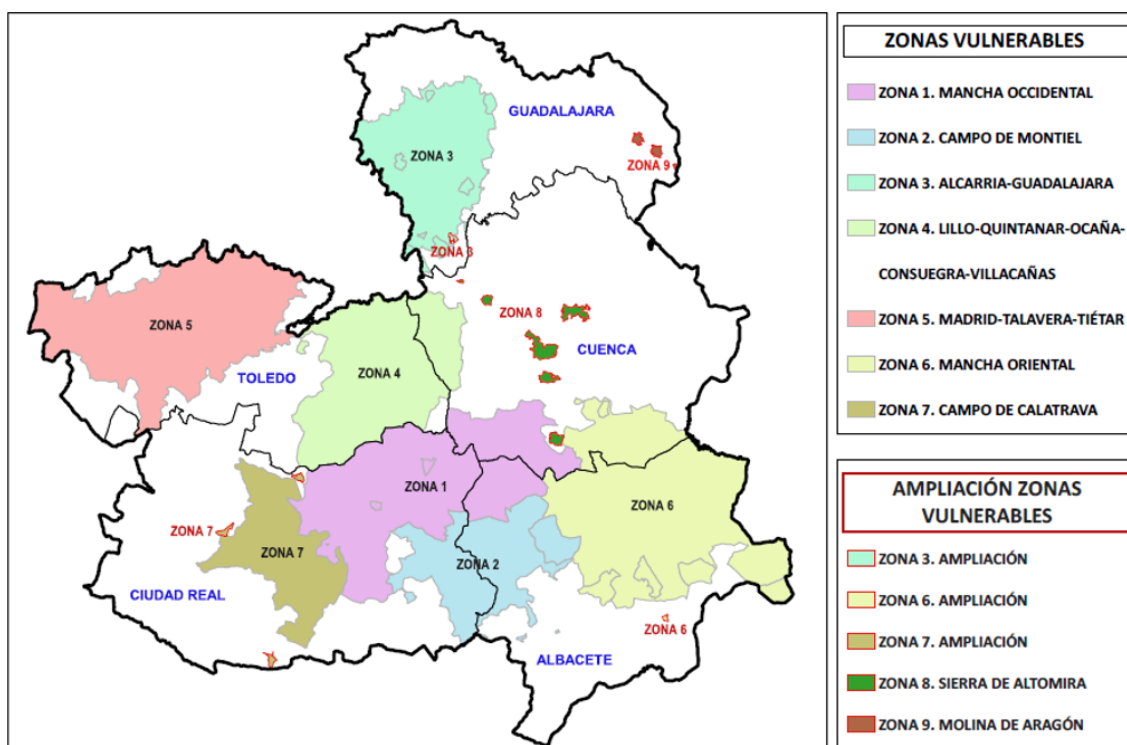 GUADALAJARA
ZONA 3
ZONA 9
ZONA 3
ZONA 8
ZONA 5
CUENCA
TOLEDO
ZONA 4
ZONA 1
ZONA 6
ZONA 7
ZONA 7
ZONA 2
CIUDAD REAL
ZONA 6
ALBACETE
ZONAS VULNERABLES
ZONA 1. MANCHA OCCIDENTAL
ZONA 2. CAMPO DE MONTIEL
ZONA 3. ALCARRIA-GUADALAJARA
ZONA 4. LILLO-QUINTANAR-OCAÑA-
CONSUEGRA-VILLACAÑAS
ZONA 5. MADRID-TALAVERA-TIÉTAR
ZONA 6. MANCHA ORIENTAL
ZONA 7. CAMPO DE CALATRAVA
AMPLIACIÓN ZONAS
VULNERABLES
ZONA 3. AMPLIACIÓN
ZONA 6. AMPLIACIÓN
ZONA 7. AMPLIACIÓN
ZONA 8. SIERRA DE ALTOMIRA
ZONA 9. MOLINA DE ARAGÓN